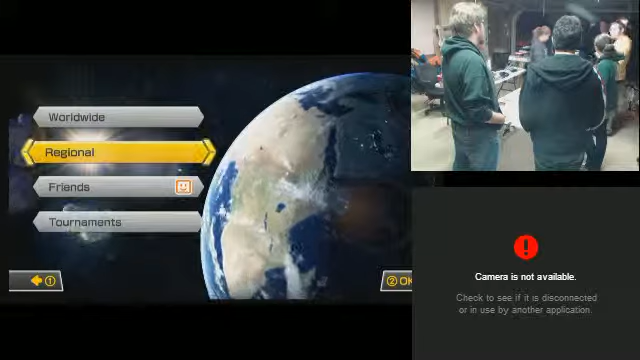 Worldwide
Regional
Friends
Tournaments
1
2 OK
Camera is not available.
Check to see if it is disconnected
or in use by another application.